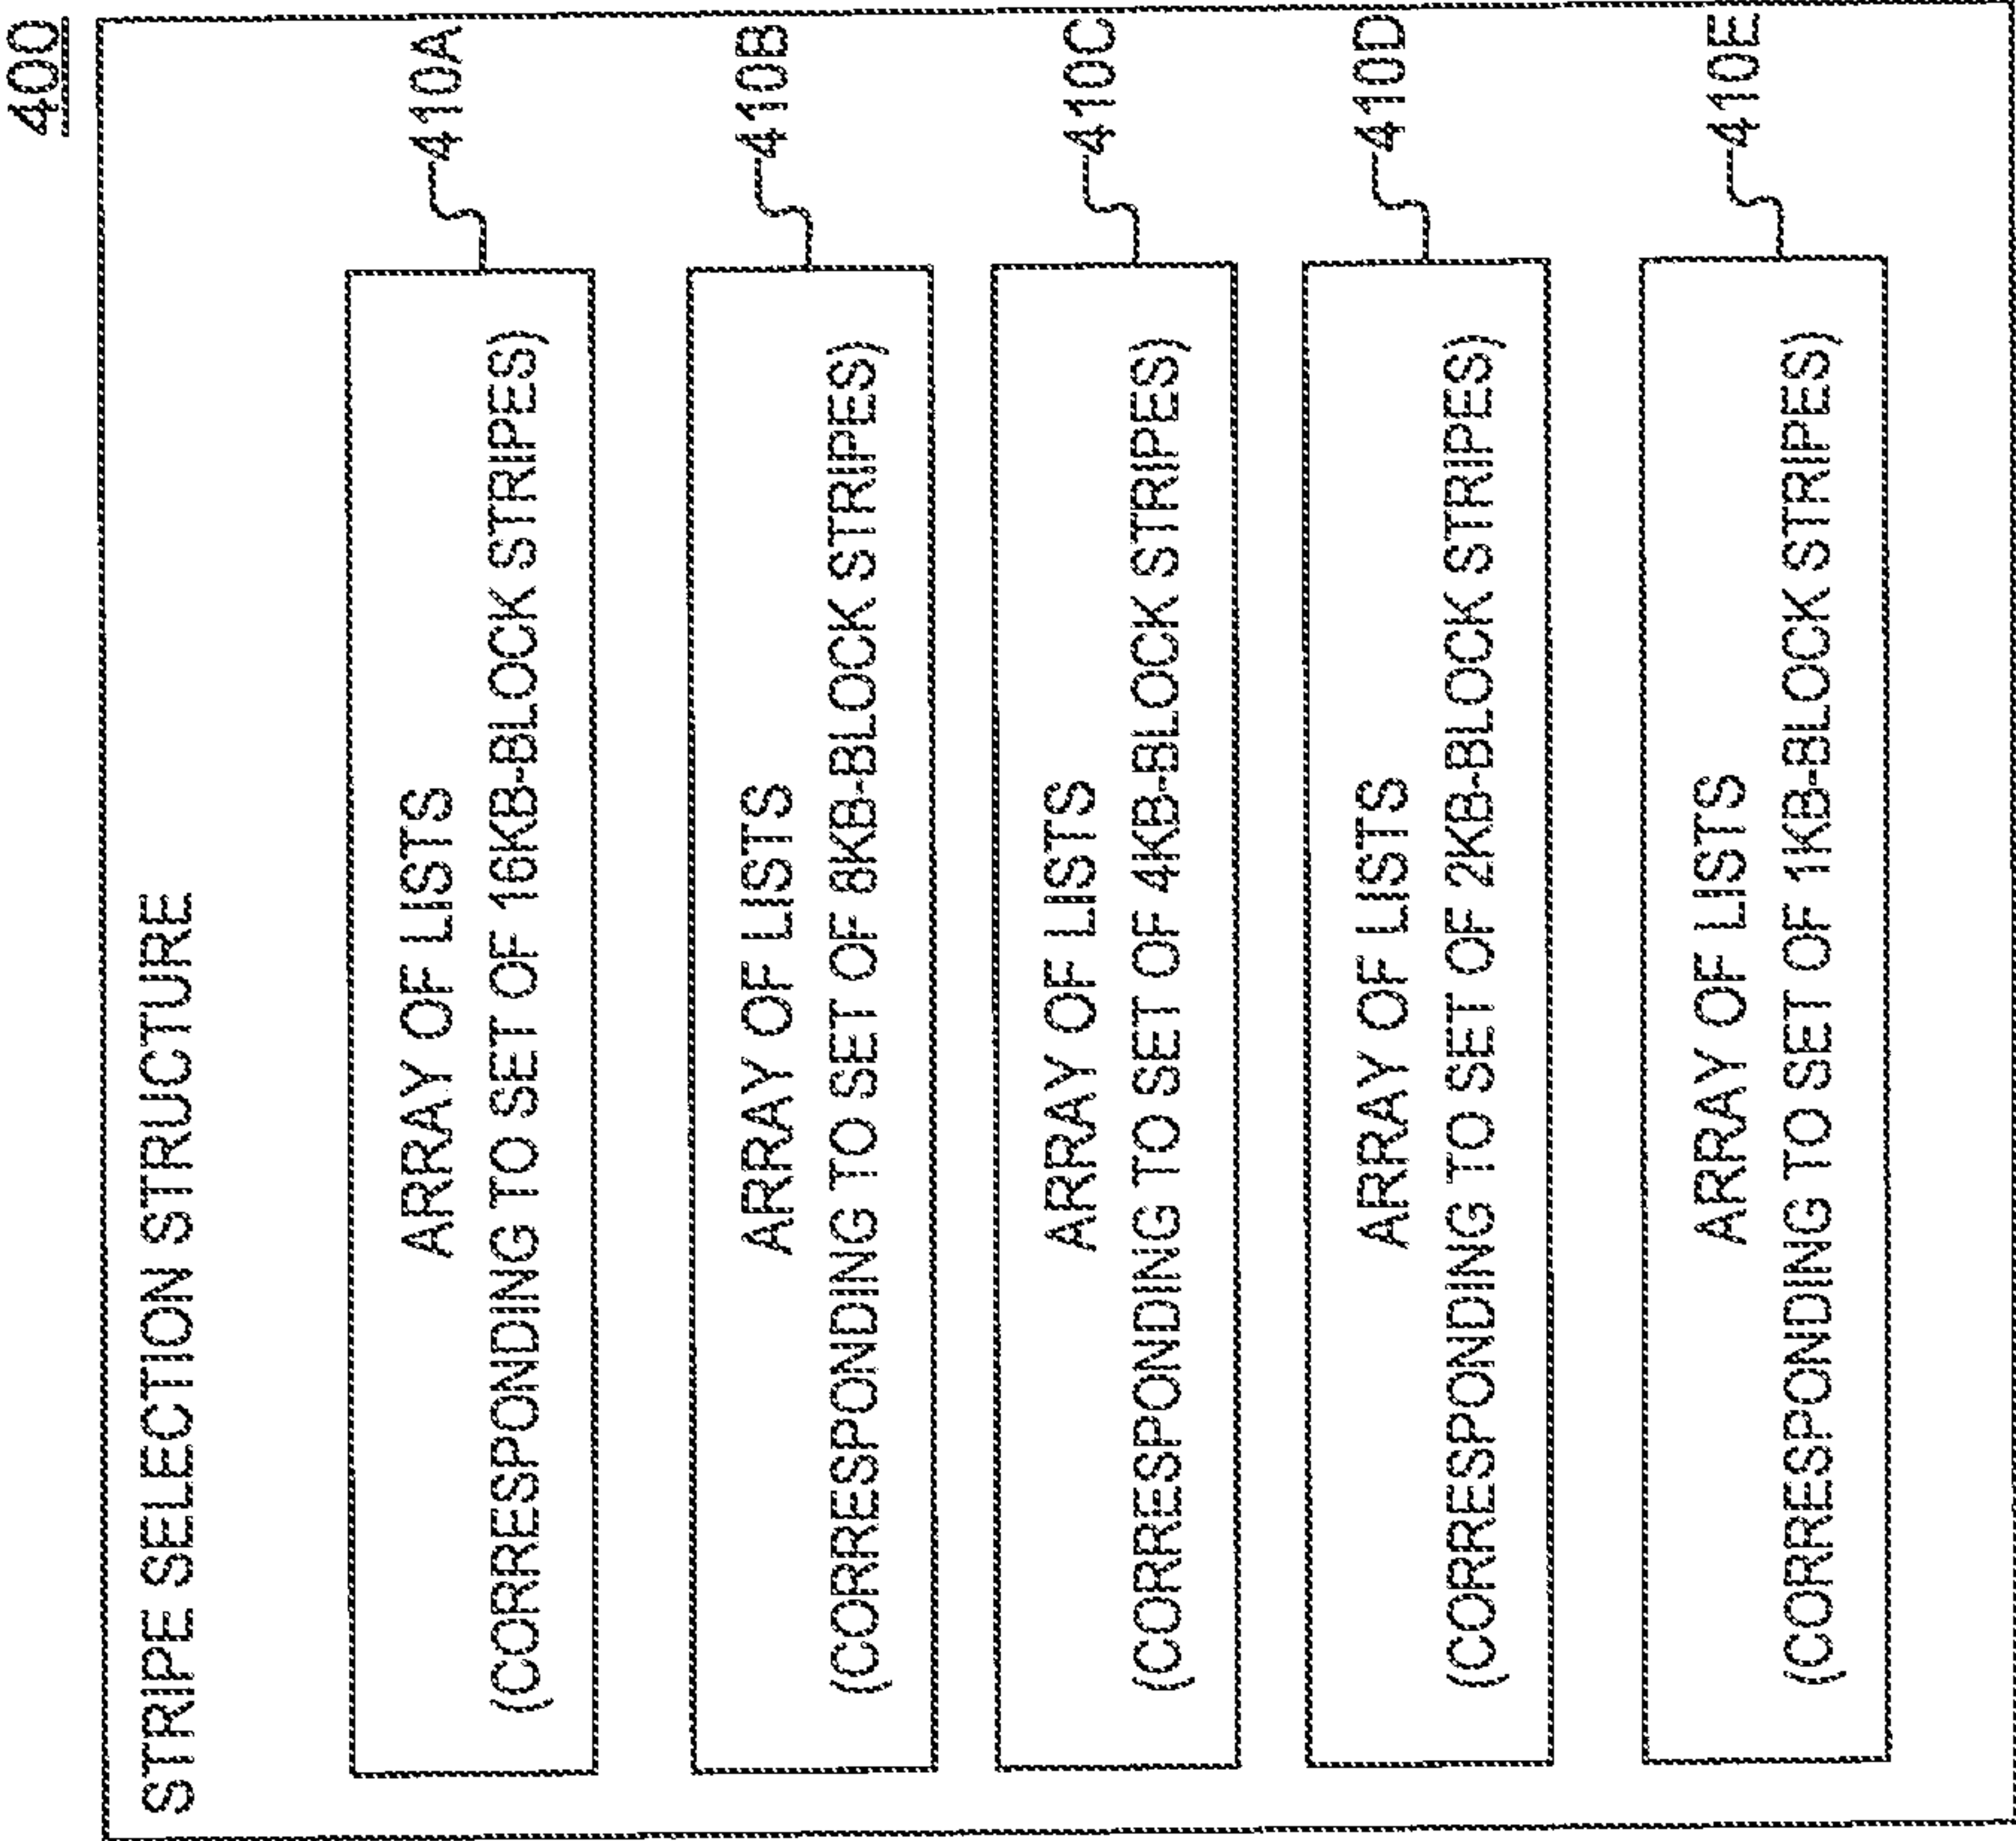 400
STRIPE SELECTION STRUCTURE
ARRAY OF LISTS
(CORRESPONDING TO SET OF 16KB-BLOCK STRIPES)
410A
ARRAY OF LISTS
(CORRESPONDING TO SET OF 8KB-BLOCK STRIPES)
410B
ARRAY OF LISTS
(CORRESPONDING TO SET OF 4KB-BLOCK STRIPES)
410C
ARRAY OF LISTS
(CORRESPONDING TO SET OF 2KB-BLOCK STRIPES)
410D
ARRAY OF LISTS
(CORRESPONDING TO SET OF 1KB-BLOCK STRIPES)
410E